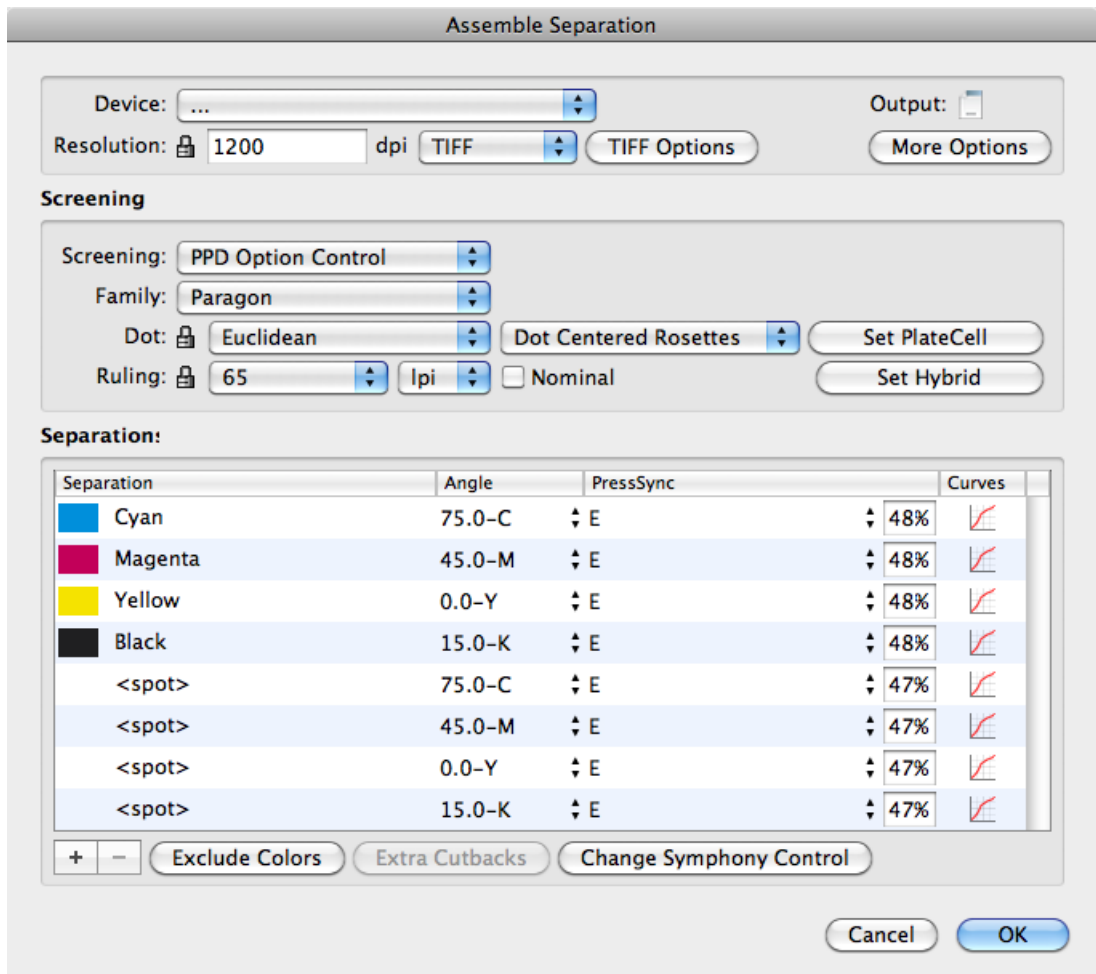 Assemble Separation
Device: ... Output:
Resolution: 1200 dpi TIFF TIFF Options More Options
Screening
Screening: PPD Option Control
Family: Paragon
Dot: Euclidean Dot Centered Rosettes Set PlateCell
Ruling: 65 lpi Nominal Set Hybrid
Separations
Separation Angle PressSync Curves
Cyan 75.0-C E 48%
Magenta 45.0-M E 48%
Yellow 0.0-Y E 48%
Black 15.0-K E 48%
<spot> 75.0-C E 47%
<spot> 45.0-M E 47%
<spot> 0.0-Y E 47%
<spot> 15.0-K E 47%
+ − Exclude Colors Extra Cutbacks Change Symphony Control
Cancel OK